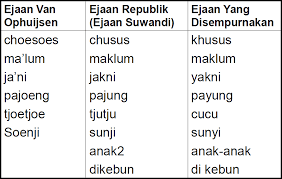 Ejaan Van Ophuijsen | Ejaan Republik (Ejaan Suwandi) | Ejaan Yang Disempurnakan
choesoes | chusus | khusus
ma'lum | maklum | maklum
ja'ni | jakni | yakni
pajoeng | pajung | payung
tjoetjoe | tjutju | cucu
Soenji | sunji | sunyi
anak2 | anak-anak
dikebun | di kebun